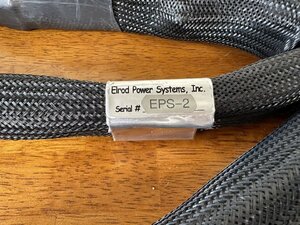 Elrod Power Systems, Inc.
Serial # EPS-2